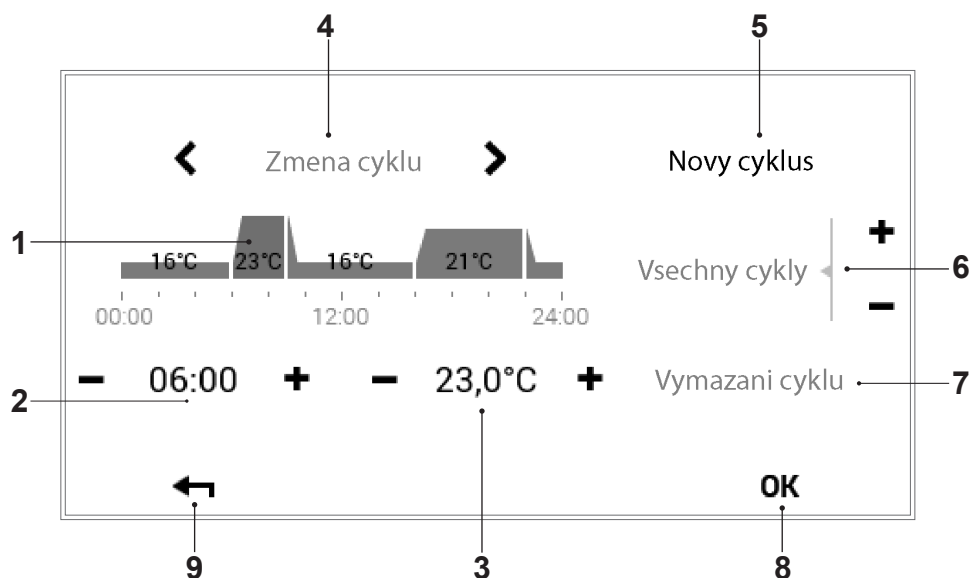 4 5
Zmena cyklu Novy cyklus
1 16°C 23°C 16°C 21°C
Vsechny cykly 6
00:00 12:00 24:00
2 06:00 23,0°C Vymazani cyklu 7
OK
9 3 8